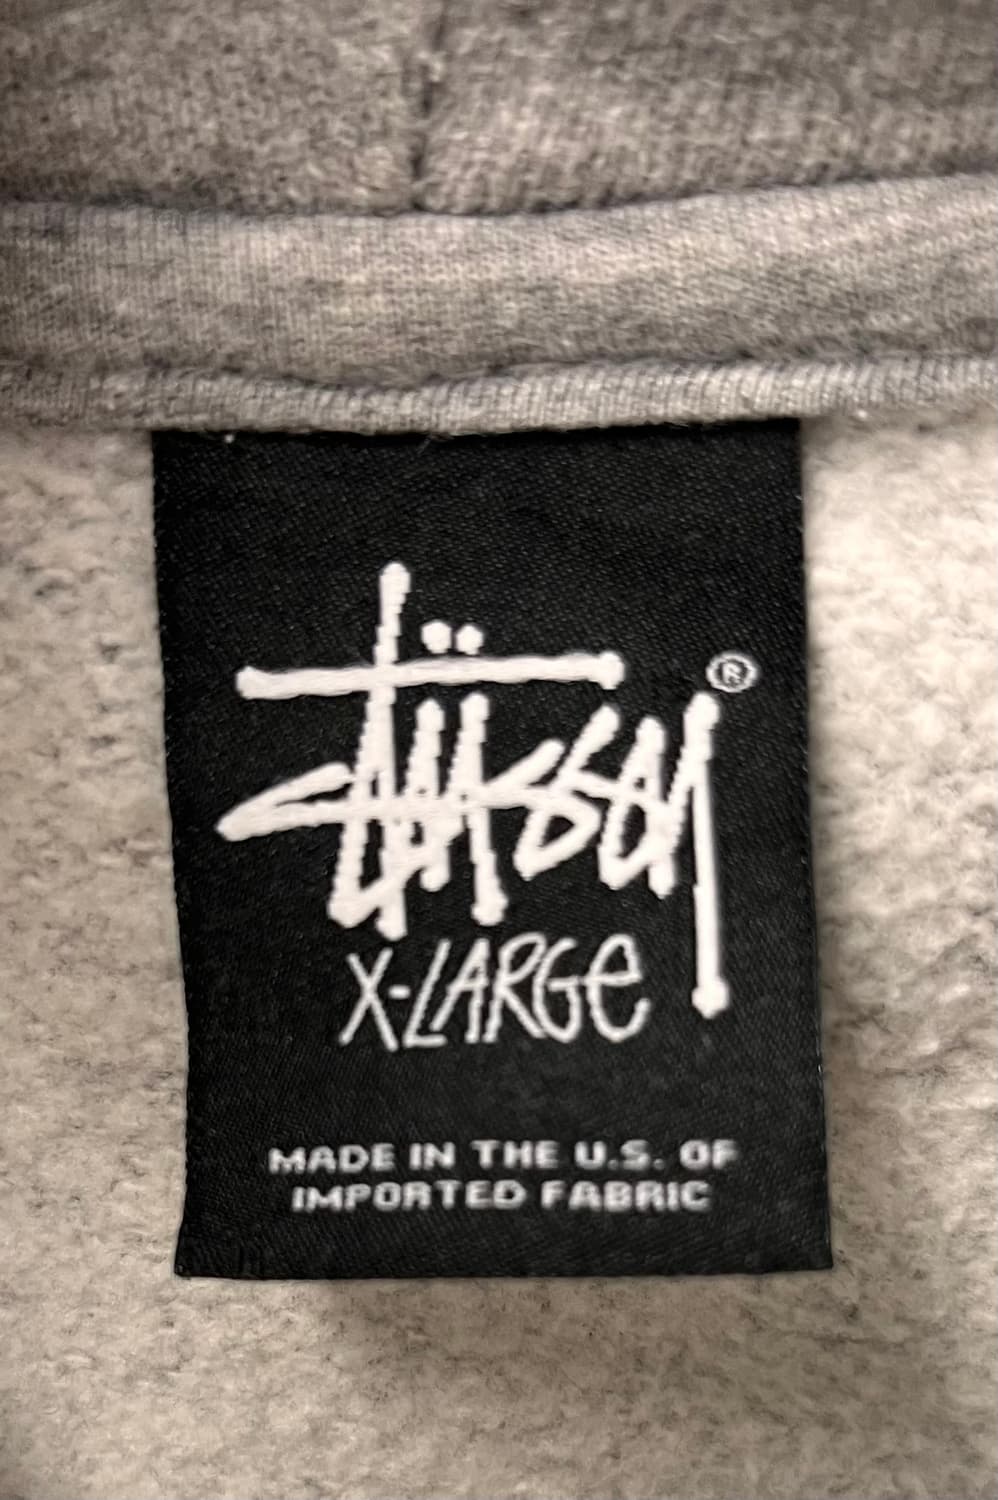 Stüssy ®
X-LARGE
MADE IN THE U.S. OF
IMPORTED FABRIC